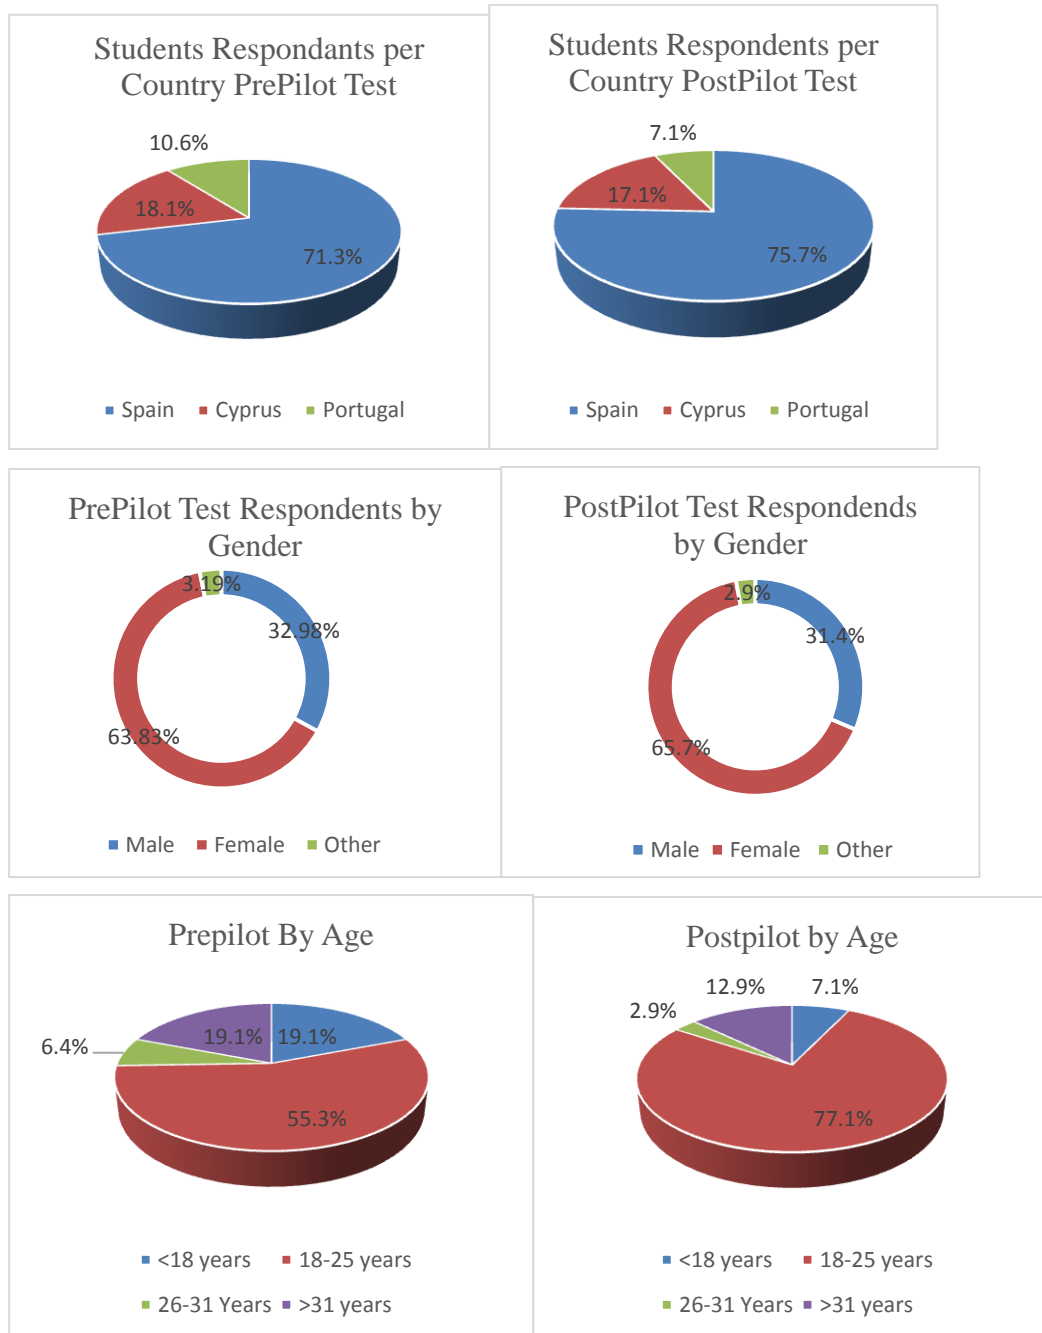 Students Respondants per
Country PrePilot Test
10.6%
18.1%
71.3%
Spain Cyprus Portugal
Students Respondents per
Country PostPilot Test
7.1%
17.1%
75.7%
Spain Cyprus Portugal
PrePilot Test Respondents by
Gender
3.19%
32.98%
63.83%
Male Female Other
PostPilot Test Respondends
by Gender
2.9%
31.4%
65.7%
Male Female Other
Prepilot By Age
19.1% 19.1%
6.4%
55.3%
<18 years 18-25 years
26-31 Years >31 years
Postpilot by Age
12.9% 7.1%
2.9%
77.1%
<18 years 18-25 years
26-31 Years >31 years